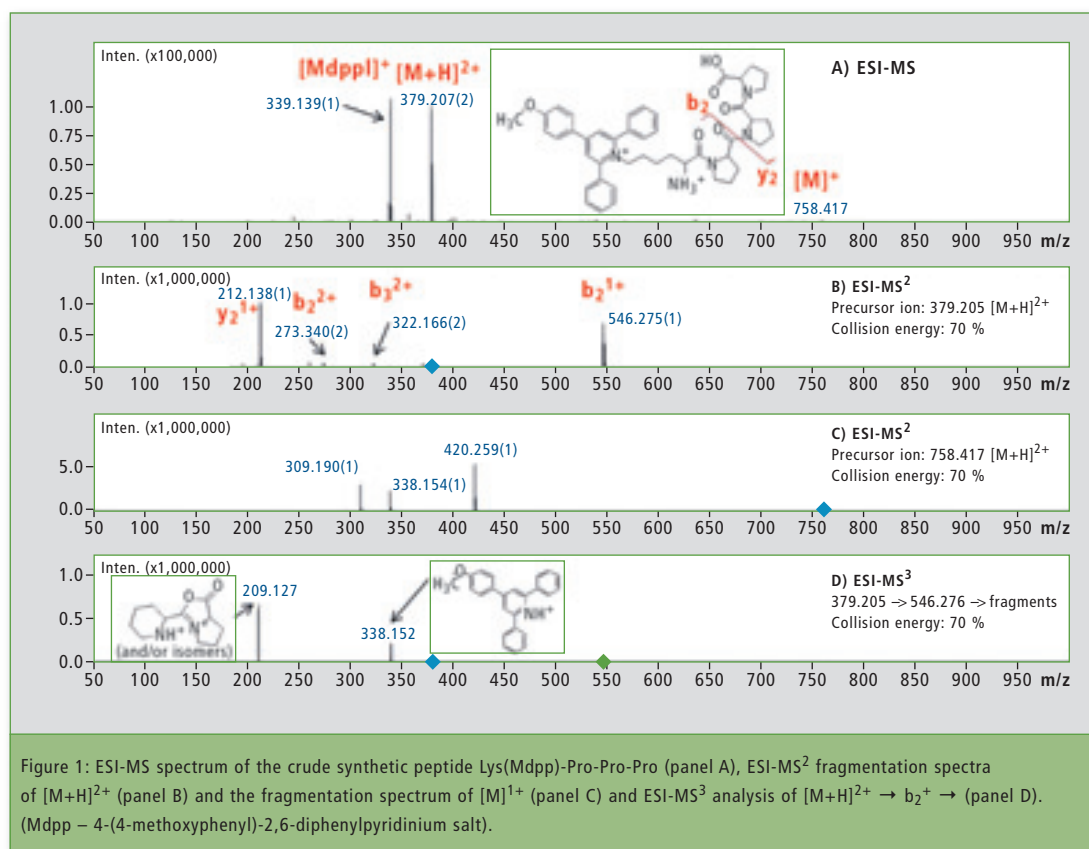 Inten. (x100,000)
A) ESI-MS
[Mdppl]⁺ [M+H]²⁺
339.139(1)
379.207(2)
1.00
0.75
0.50
0.25
0.00
HO
O
O
O
O
N
N
N
b₂
y₂
O
H₃C
N⁺
NH₃⁺
[M]⁺
758.417
50 100 150 200 250 300 350 400 450 500 550 600 650 700 750 800 850 900 950 m/z
Inten. (x1,000,000)
B) ESI-MS²
Precursor ion: 379.205 [M+H]²⁺
Collision energy: 70 %
1.0
0.5
0.0
212.138(1)
y₂¹⁺
b₂²⁺
273.340(2)
b₃²⁺
322.166(2)
b₂¹⁺
546.275(1)
50 100 150 200 250 300 350 400 450 500 550 600 650 700 750 800 850 900 950 m/z
Inten. (x1,000,000)
C) ESI-MS²
Precursor ion: 758.417 [M+H]²⁺
Collision energy: 70 %
5.0
0.0
309.190(1)
338.154(1)
420.259(1)
50 100 150 200 250 300 350 400 450 500 550 600 650 700 750 800 850 900 950 m/z
Inten. (x1,000,000)
D) ESI-MS³
379.205 –> 546.276 –> fragments
Collision energy: 70 %
1.0
0.5
0.0
O
O
NH⁺
N⁺
(and/or isomers)
209.127
H₃C
O
NH⁺
338.152
50 100 150 200 250 300 350 400 450 500 550 600 650 700 750 800 850 900 950 m/z
Figure 1: ESI-MS spectrum of the crude synthetic peptide Lys(Mdpp)-Pro-Pro-Pro (panel A), ESI-MS² fragmentation spectra
of [M+H]²⁺ (panel B) and the fragmentation spectrum of [M]¹⁺ (panel C) and ESI-MS³ analysis of [M+H]²⁺ → b₂⁺ → (panel D).
(Mdpp – 4-(4-methoxyphenyl)-2,6-diphenylpyridinium salt).